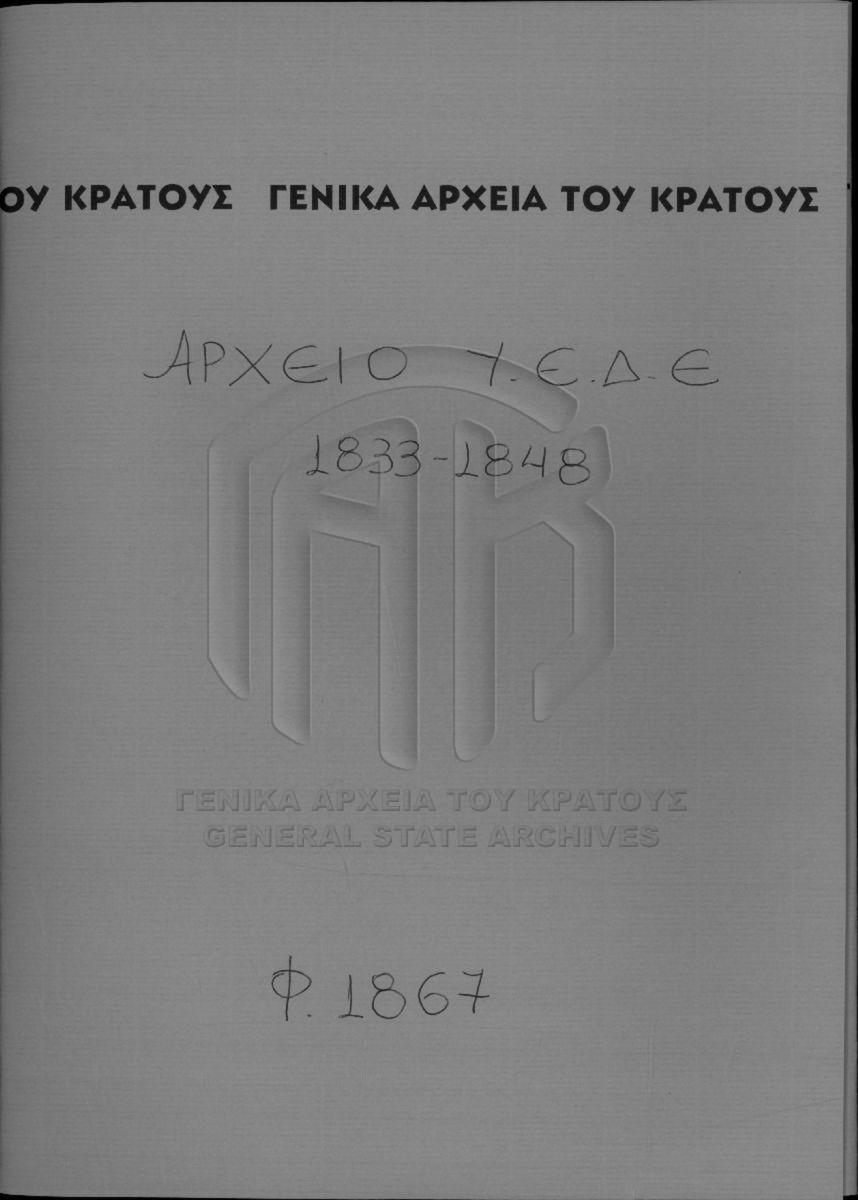 ΟΥ ΚΡΑΤΟΥΣ ΓΕΝΙΚΑ ΑΡΧΕΙΑ ΤΟΥ ΚΡΑΤΟΥΣ
ΑΡΧΕΙΟ Υ.Ε.Δ.Ε
1833-1848
ΓΕΝΙΚΑ ΑΡΧΕΙΑ ΤΟΥ ΚΡΑΤΟΥΣ
GENERAL STATE ARCHIVES
Φ. 1867